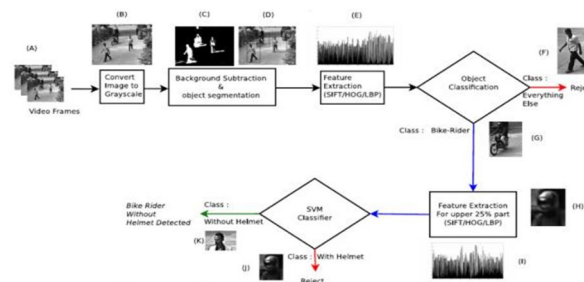 (A)
Video Frames
(B)
Convert
Image to
Grayscale
(C)
(D)
Background Subtraction
&
object segmentation
(E)
Feature
Extraction
(SIFT/HOG/LBP)
Object
Classification
(F)
Class :
Everything
Else
Class : Bike-Rider
(G)
Feature Extraction
For upper 25% part
(SIFT/HOG/LBP)
(H)
(I)
SVM
Classifier
Class :
Without Helmet
Bike Rider
Without
Helmet Detected
(K)
(J)
Class : With Helmet
Reject